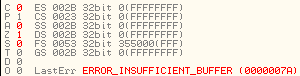 C 0 ES 002B 32bit 0(FFFFFFFF)
P 1 CS 0023 32bit 0(FFFFFFFF)
A 0 SS 002B 32bit 0(FFFFFFFF)
Z 1 DS 002B 32bit 0(FFFFFFFF)
S 0 FS 0053 32bit 355000(FFF)
T 0 GS 002B 32bit 0(FFFFFFFF)
D 0
O 0 LastErr ERROR_INSUFFICIENT_BUFFER (0000007A)